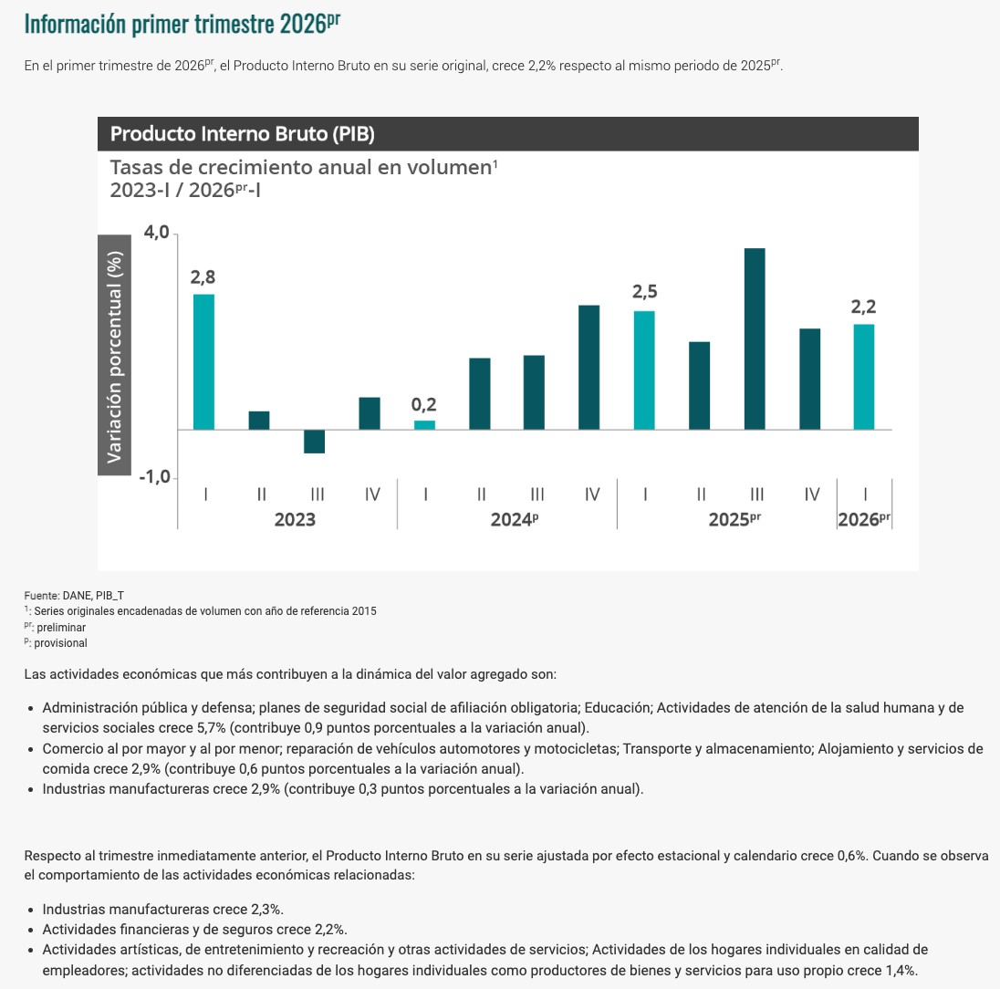 Información primer trimestre 2026pr
En el primer trimestre de 2026pr, el Producto Interno Bruto en su serie original, crece 2,2% respecto al mismo periodo de 2025pr.
Producto Interno Bruto (PIB)
Tasas de crecimiento anual en volumen1
2023-I / 2026pr-I
Variación porcentual (%)
4,0
2,8
0,2
2,5
2,2
-1,0
I II III IV I II III IV I II III IV I
2023 2024p 2025pr 2026pr
Fuente: DANE, PIB_T
1: Series originales encadenadas de volumen con año de referencia 2015
pr: preliminar
p: provisional
Las actividades económicas que más contribuyen a la dinámica del valor agregado son:
• Administración pública y defensa; planes de seguridad social de afiliación obligatoria; Educación; Actividades de atención de la salud humana y de
servicios sociales crece 5,7% (contribuye 0,9 puntos porcentuales a la variación anual).
• Comercio al por mayor y al por menor; reparación de vehículos automotores y motocicletas; Transporte y almacenamiento; Alojamiento y servicios de
comida crece 2,9% (contribuye 0,6 puntos porcentuales a la variación anual).
• Industrias manufactureras crece 2,9% (contribuye 0,3 puntos porcentuales a la variación anual).
Respecto al trimestre inmediatamente anterior, el Producto Interno Bruto en su serie ajustada por efecto estacional y calendario crece 0,6%. Cuando se observa
el comportamiento de las actividades económicas relacionadas:
• Industrias manufactureras crece 2,3%.
• Actividades financieras y de seguros crece 2,2%.
• Actividades artísticas, de entretenimiento y recreación y otras actividades de servicios; Actividades de los hogares individuales en calidad de
empleadores; actividades no diferenciadas de los hogares individuales como productores de bienes y servicios para uso propio crece 1,4%.